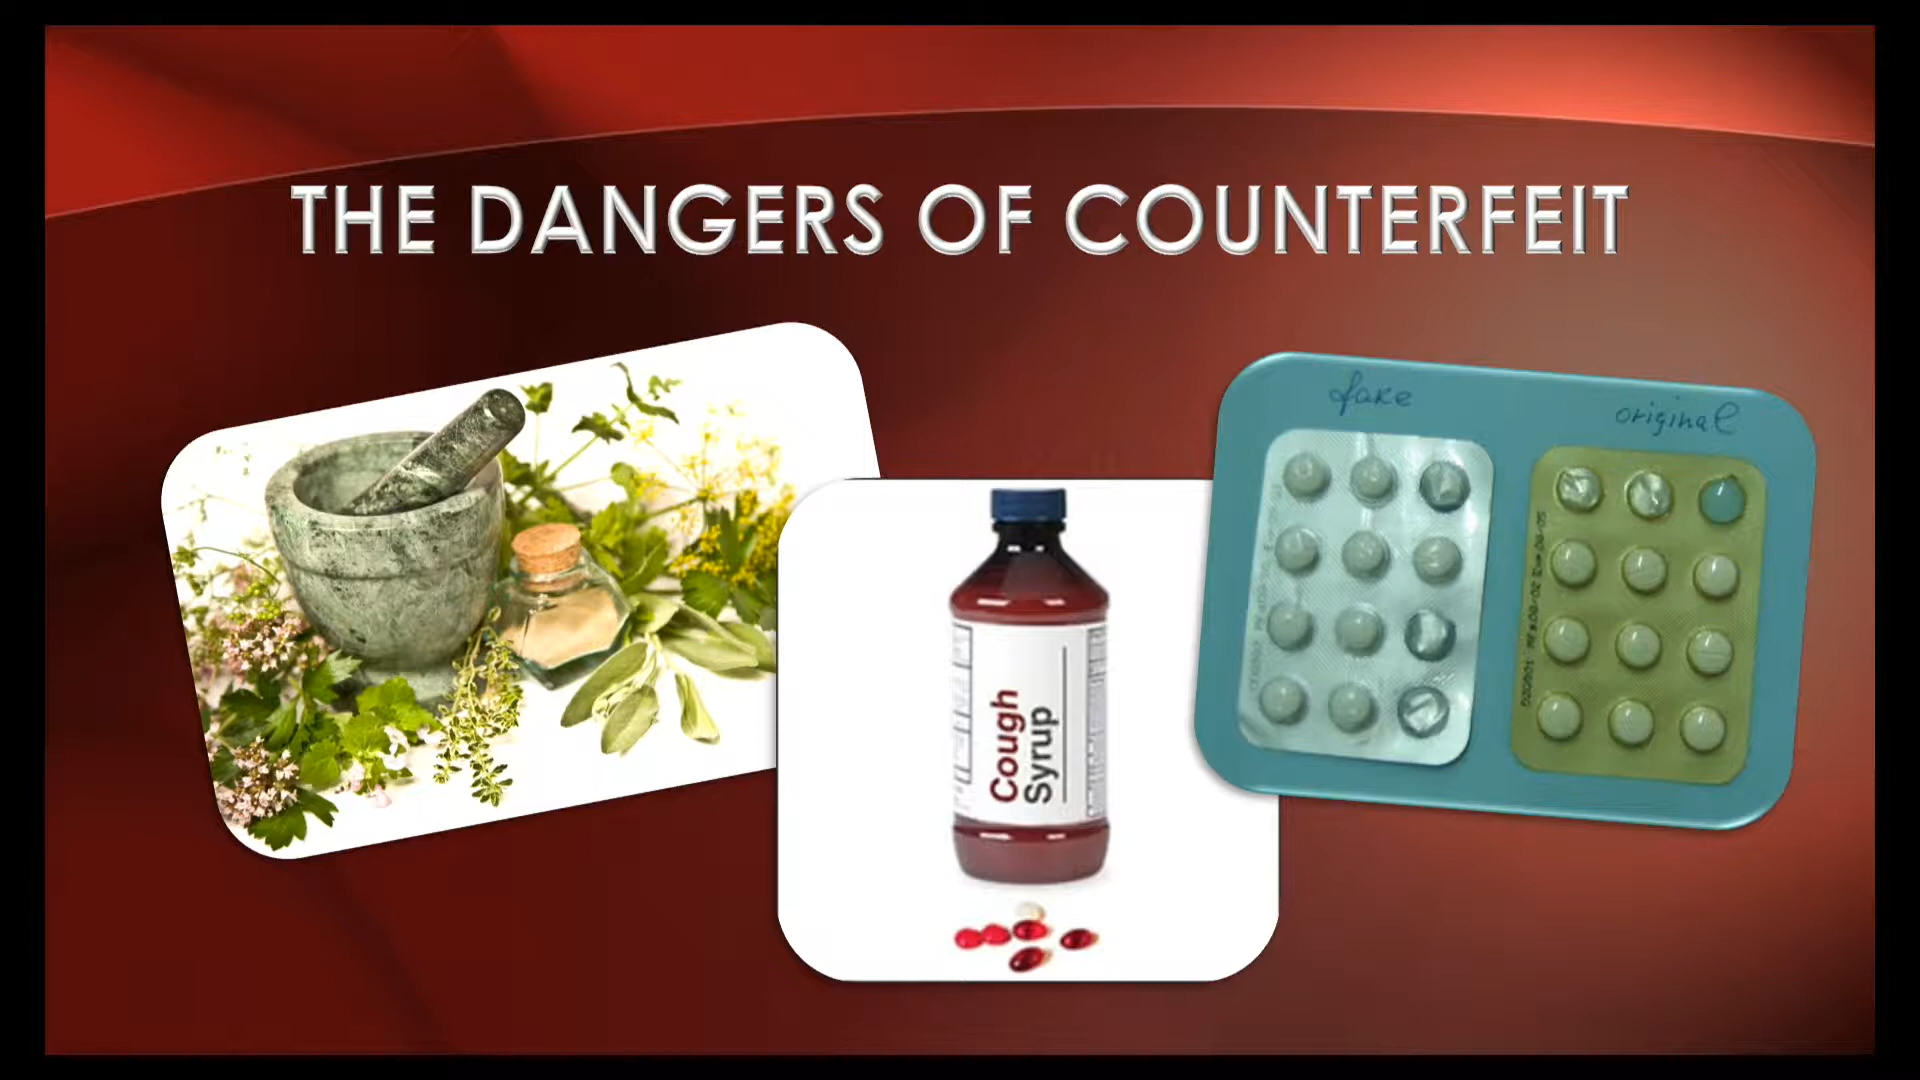 THE DANGERS OF COUNTERFEIT
fake
original
Cough
Syrup